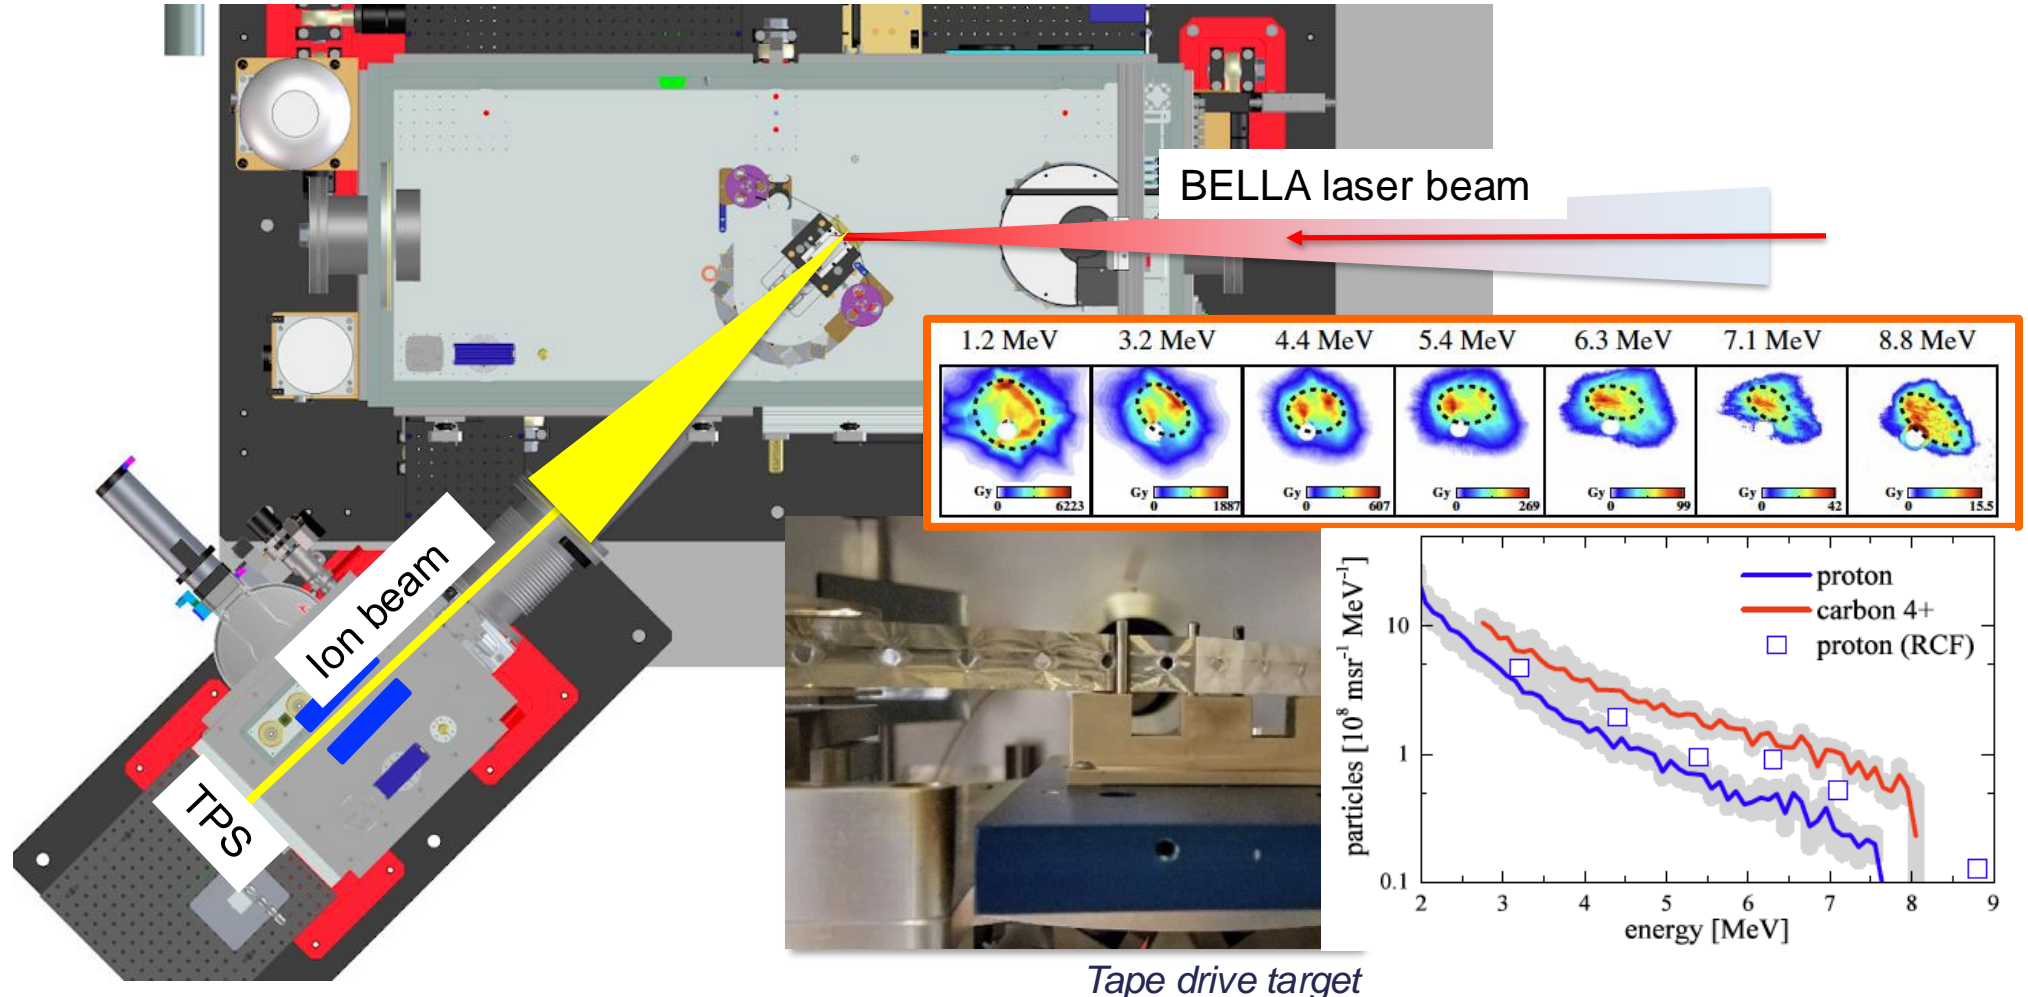 BELLA laser beam
1.2 MeV 3.2 MeV 4.4 MeV 5.4 MeV 6.3 MeV 7.1 MeV 8.8 MeV
Gy Gy Gy Gy Gy Gy Gy
0 6223 0 1887 0 607 0 269 0 99 0 42 0 15.5
Ion beam
TPS
proton
carbon 4+
proton (RCF)
particles [10⁸ msr⁻¹ MeV⁻¹]
10
1
0.1
2 3 4 5 6 7 8 9
energy [MeV]
Tape drive target